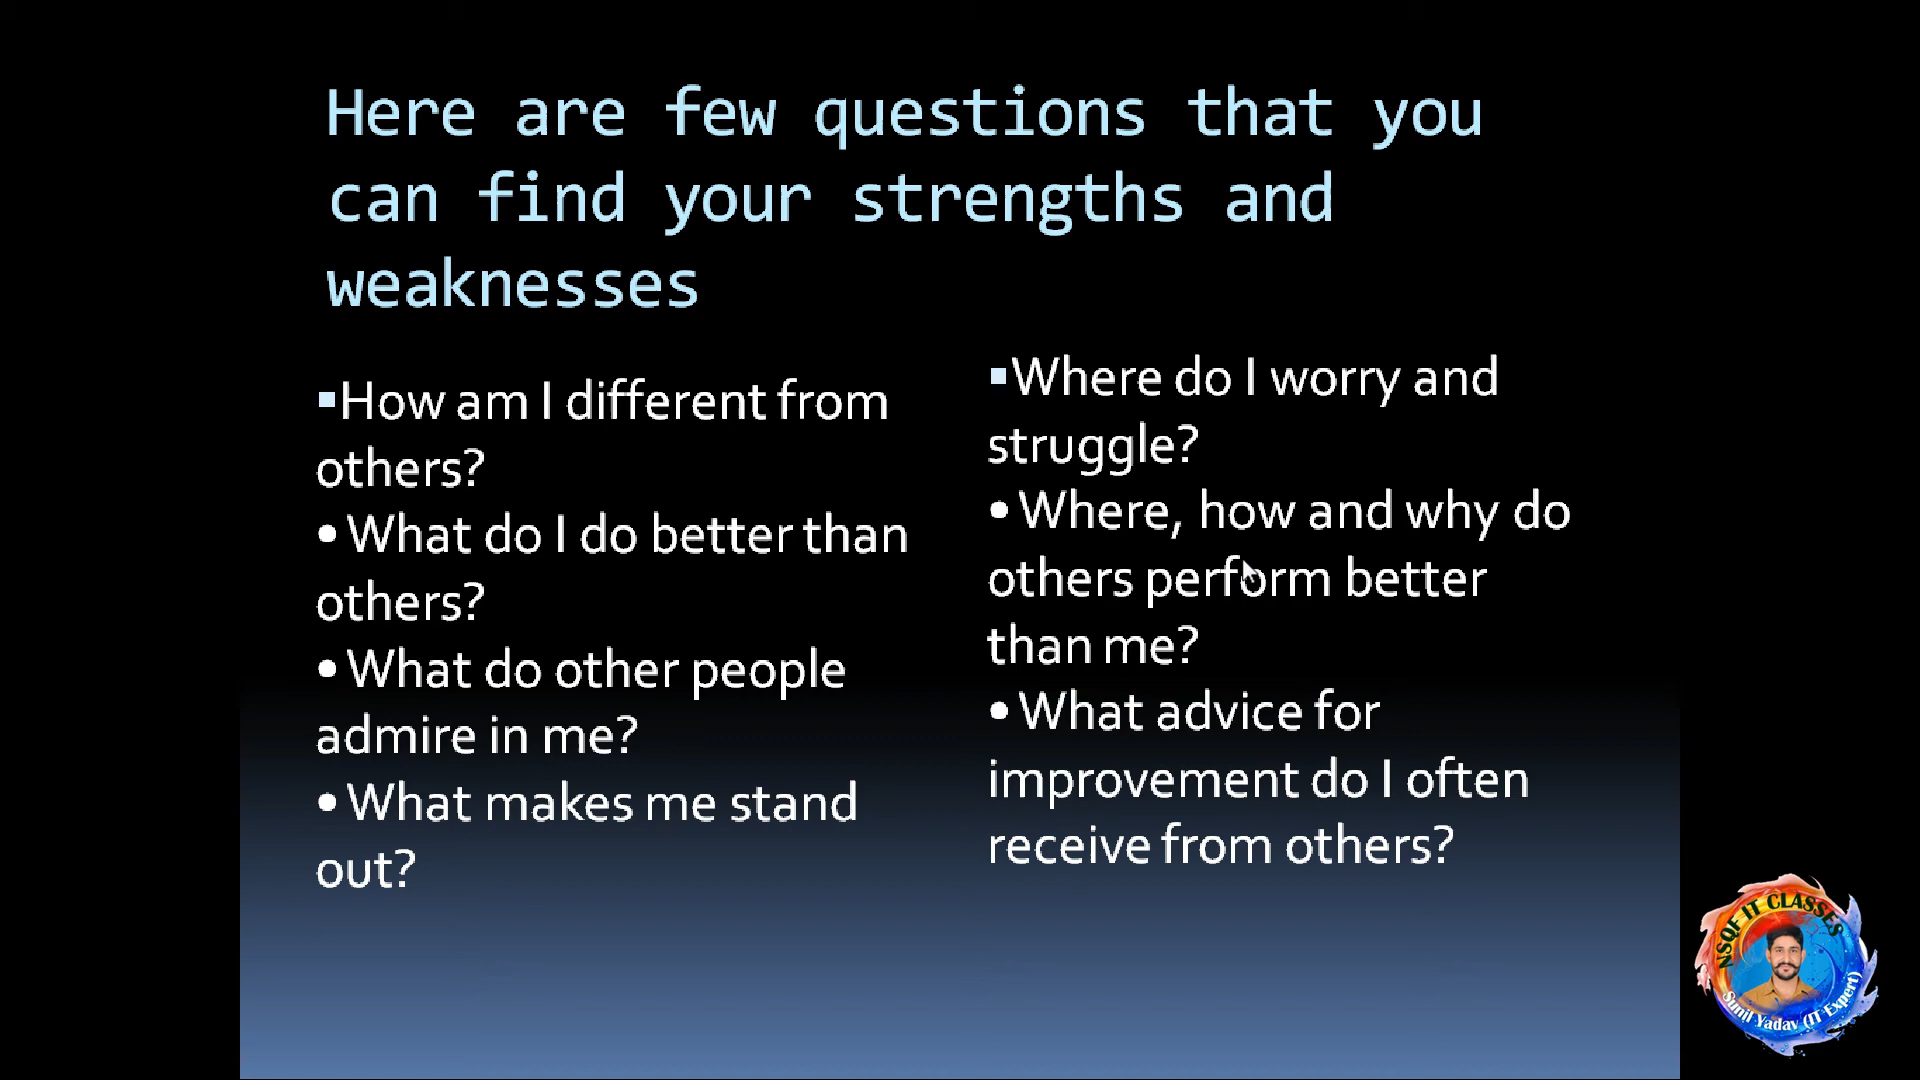 Here are few questions that you
can find your strengths and
weaknesses
▪How am I different from
others?
• What do I do better than
others?
• What do other people
admire in me?
• What makes me stand
out?
▪Where do I worry and
struggle?
• Where, how and why do
others perform better
than me?
• What advice for
improvement do I often
receive from others?
NSQF IT CLASSES
Sunil Yadav (IT Expert)